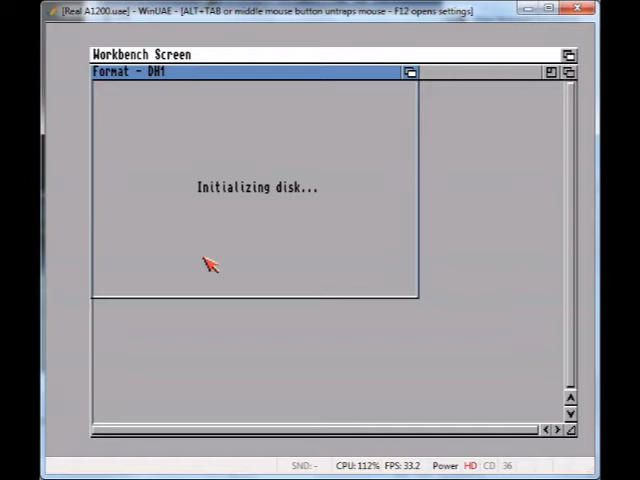 [Real A1200.uae] - WinUAE - [ALT+TAB or middle mouse button untraps mouse - F12 opens settings]
Workbench Screen
Format - DH1
Initializing disk...
SND: - CPU: 112% FPS: 33.2 Power HD CD 36